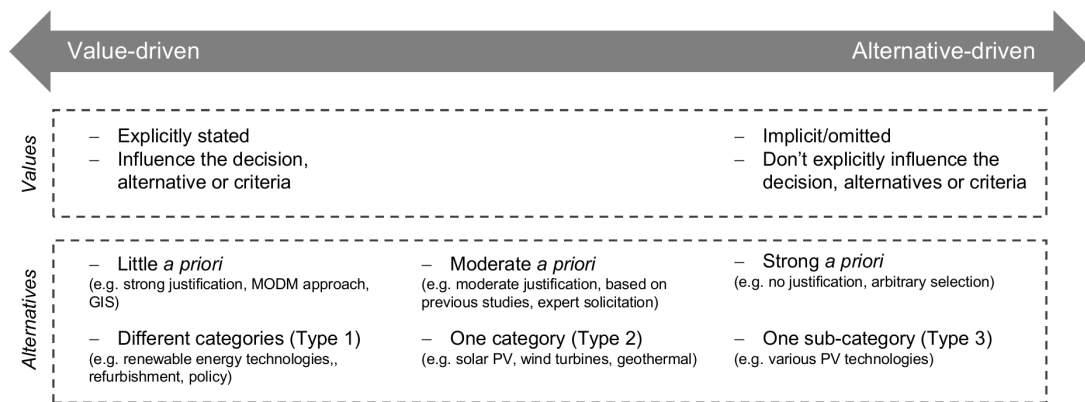 Value-driven Alternative-driven
Values
– Explicitly stated
– Influence the decision,
alternative or criteria
– Implicit/omitted
– Don't explicitly influence the
decision, alternatives or criteria
Alternatives
– Little a priori
(e.g. strong justification, MODM approach,
GIS)
– Moderate a priori
(e.g. moderate justification, based on
previous studies, expert solicitation)
– Strong a priori
(e.g. no justification, arbitrary selection)
– Different categories (Type 1)
(e.g. renewable energy technologies,,
refurbishment, policy)
– One category (Type 2)
(e.g. solar PV, wind turbines, geothermal)
– One sub-category (Type 3)
(e.g. various PV technologies)